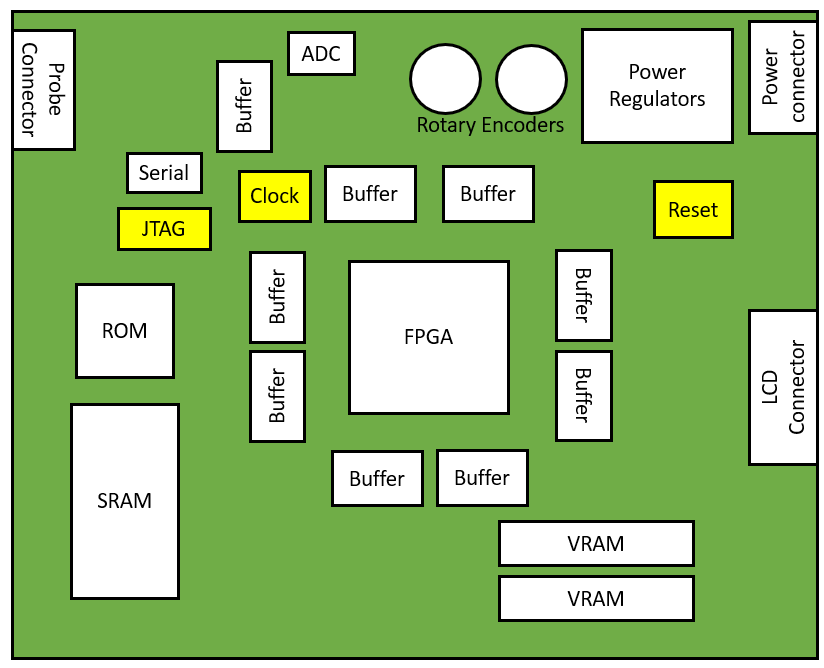 Probe
Connector
Buffer
ADC
Rotary Encoders
Power
Regulators
Power
connector
Serial
JTAG
Clock
Buffer
Buffer
Reset
ROM
Buffer
FPGA
Buffer
Buffer
Buffer
LCD
Connector
SRAM
Buffer
Buffer
VRAM
VRAM